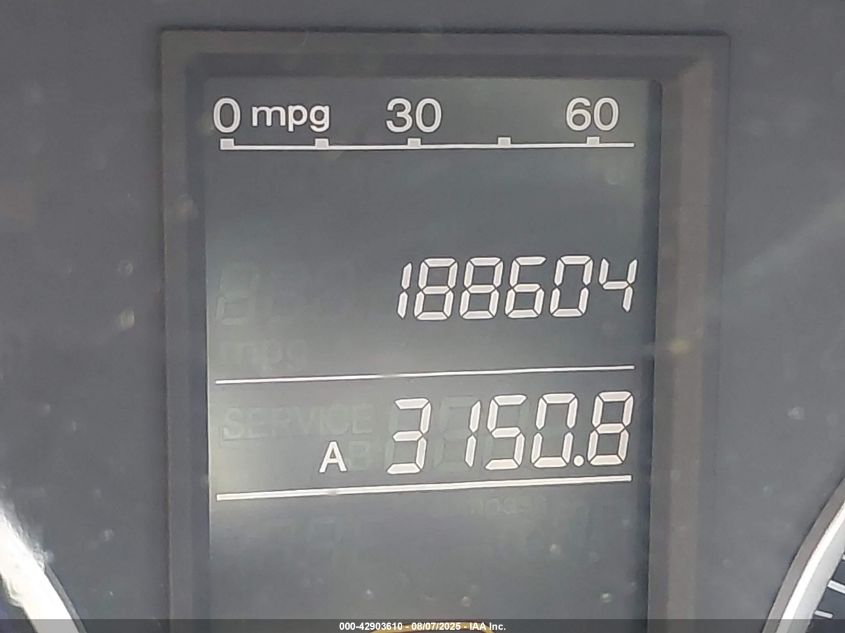 0 mpg 30 60
188604
SERVICE
A 3150.8
000-42903610 - 08/07/2025 - IAA Inc.